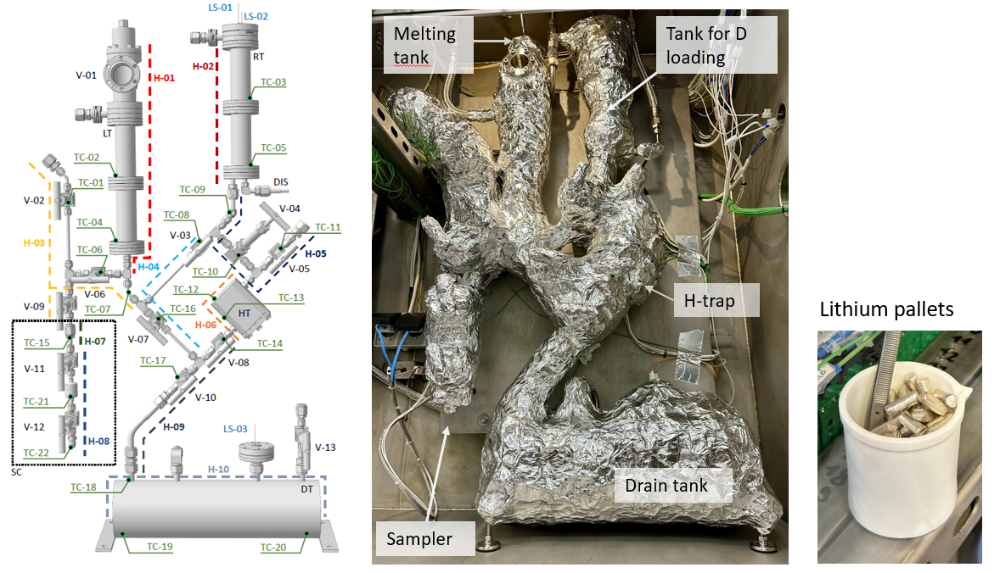 LS-01
LS-02
RT
H-02
V-01
H-01
TC-03
LT
TC-05
TC-02
TC-01
V-02
DIS
TC-09
V-04
TC-08
TC-04
V-03
TC-11
H-03
TC-06
H-05
H-04
TC-10
V-05
V-06
TC-12
TC-13
V-09
TC-07
TC-16
HT
H-06
TC-15
H-07
V-07
TC-14
V-11
TC-17
V-08
TC-21
V-10
V-12
H-09
LS-03
H-08
V-13
TC-22
SC
H-10
TC-18
DT
TC-19
TC-20
Melting
tank
Tank for D
loading
H-trap
Drain tank
Sampler
Lithium pallets